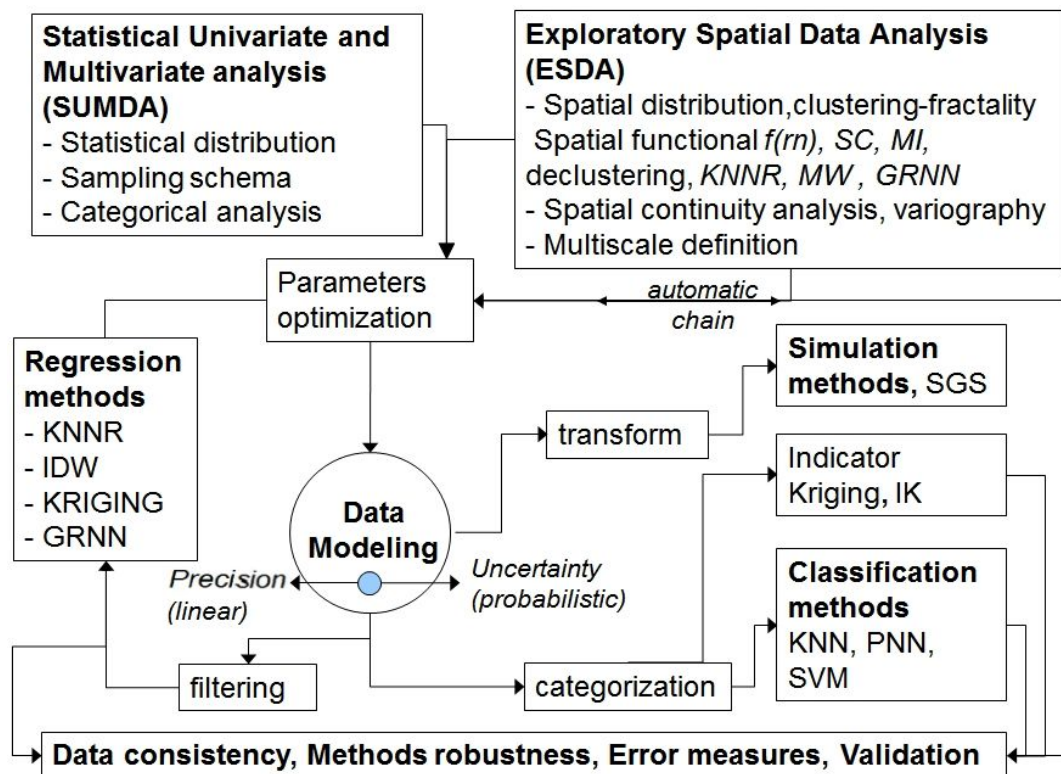 Statistical Univariate and
Multivariate analysis
(SUMDA)
- Statistical distribution
- Sampling schema
- Categorical analysis
Exploratory Spatial Data Analysis
(ESDA)
- Spatial distribution,clustering-fractality
Spatial functional f(rn), SC, MI,
declustering, KNNR, MW , GRNN
- Spatial continuity analysis, variography
- Multiscale definition
Parameters
optimization
automatic
chain
Regression
methods
- KNNR
- IDW
- KRIGING
- GRNN
Simulation
methods, SGS
transform
Indicator
Kriging, IK
Data
Modeling
Precision
(linear)
Uncertainty
(probabilistic)
Classification
methods
KNN, PNN,
SVM
filtering
categorization
Data consistency, Methods robustness, Error measures, Validation